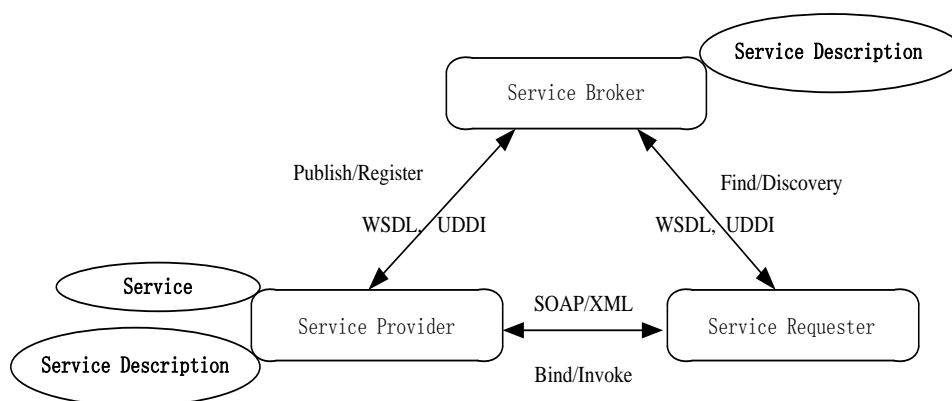 Service Description
Service Broker
Publish/Register
Find/Discovery
WSDL, UDDI
WSDL, UDDI
Service
SOAP/XML
Service Provider
Service Requester
Service Description
Bind/Invoke